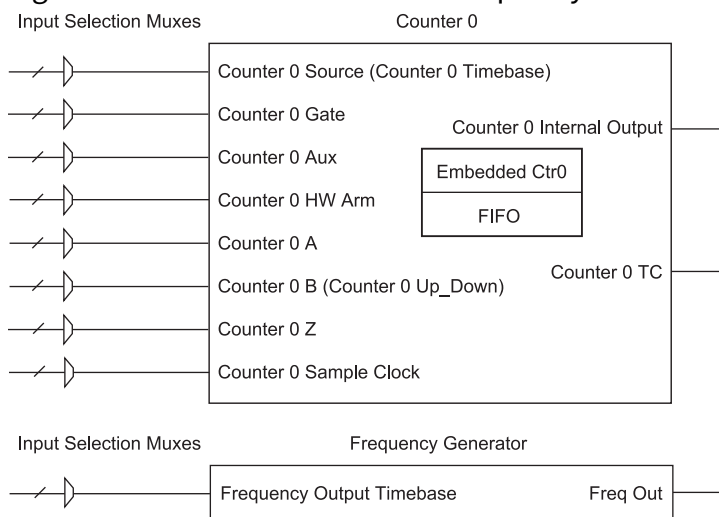 Input Selection Muxes
Counter 0
Counter 0 Source (Counter 0 Timebase)
Counter 0 Gate
Counter 0 Internal Output
Counter 0 Aux
Embedded Ctr0
Counter 0 HW Arm
FIFO
Counter 0 A
Counter 0 TC
Counter 0 B (Counter 0 Up_Down)
Counter 0 Z
Counter 0 Sample Clock
Input Selection Muxes
Frequency Generator
Frequency Output Timebase
Freq Out